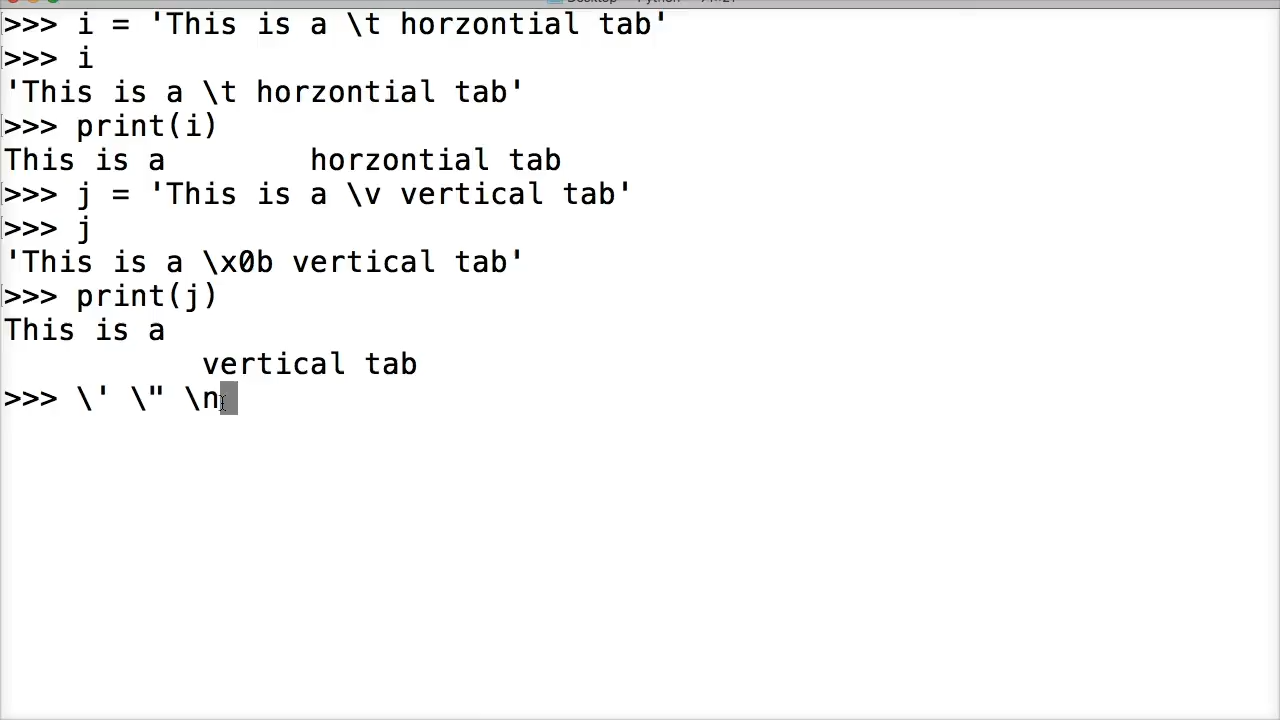 >>> i = 'This is a \t horzontial tab'
>>> i
'This is a \t horzontial tab'
>>> print(i)
This is a        horzontial tab
>>> j = 'This is a \v vertical tab'
>>> j
'This is a \x0b vertical tab'
>>> print(j)
This is a
           vertical tab
>>> \' \" \n